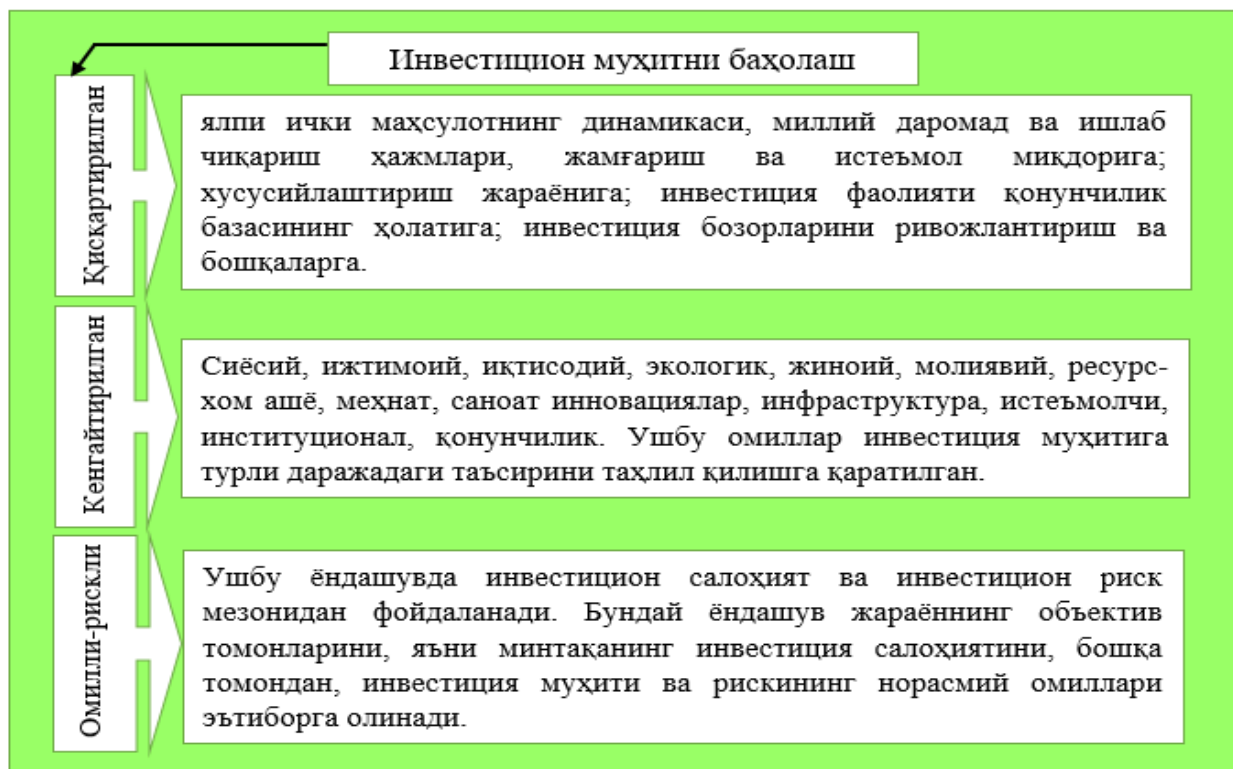 Инвестицион муҳитни баҳолаш
Қисқартирилган
ялпи ички маҳсулотнинг динамикаси, миллий даромад ва ишлаб
чиқариш ҳажмлари, жамғариш ва истеъмол миқдорига;
хусусийлаштириш жараёнига; инвестиция фаолияти қонунчилик
базасининг ҳолатига; инвестиция бозорларини ривожлантириш ва
бошқаларга.
Кенгайтирилган
Сиёсий, ижтимоий, иқтисодий, экологик, жиноий, молиявий, ресурс-
хом ашё, меҳнат, саноат инновациялар, инфраструктура, истеъмолчи,
институционал, қонунчилик. Ушбу омиллар инвестиция муҳитига
турли даражадаги таъсирини таҳлил қилишга қаратилган.
Омилли-рискли
Ушбу ёндашувда инвестицион салоҳият ва инвестицион риск
мезонидан фойдаланади. Бундай ёндашув жараённинг объектив
томонларини, яъни минтақанинг инвестиция салоҳиятини, бошқа
томондан, инвестиция муҳити ва рискининг норасмий омиллари
эътиборга олинади.